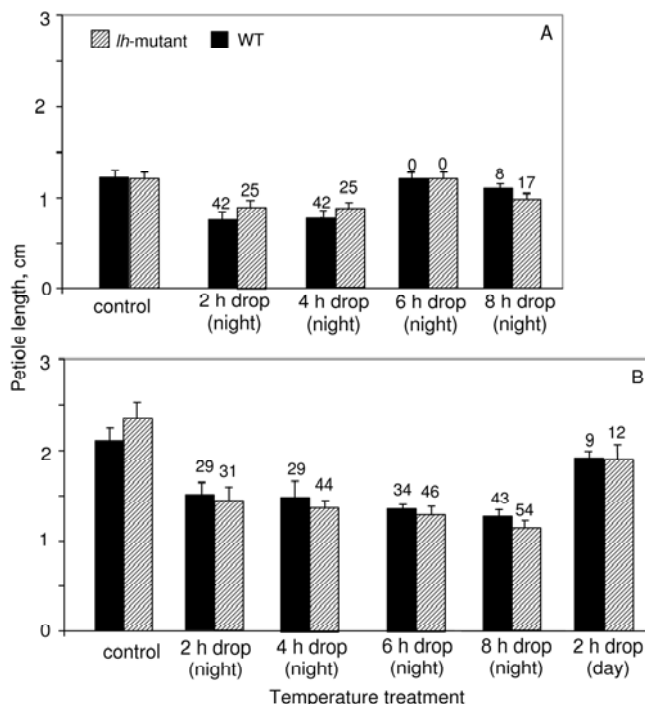 3
lh-mutant WT A
2
42 25 42 25 0 0 8 17
1
0
control 2 h drop 4 h drop 6 h drop 8 h drop
(night) (night) (night) (night)
Petiole length, cm
3
B
2
29 31 29 44 34 46 43 54 9 12
1
0
control 2 h drop 4 h drop 6 h drop 8 h drop 2 h drop
(night) (night) (night) (night) (day)
Temperature treatment